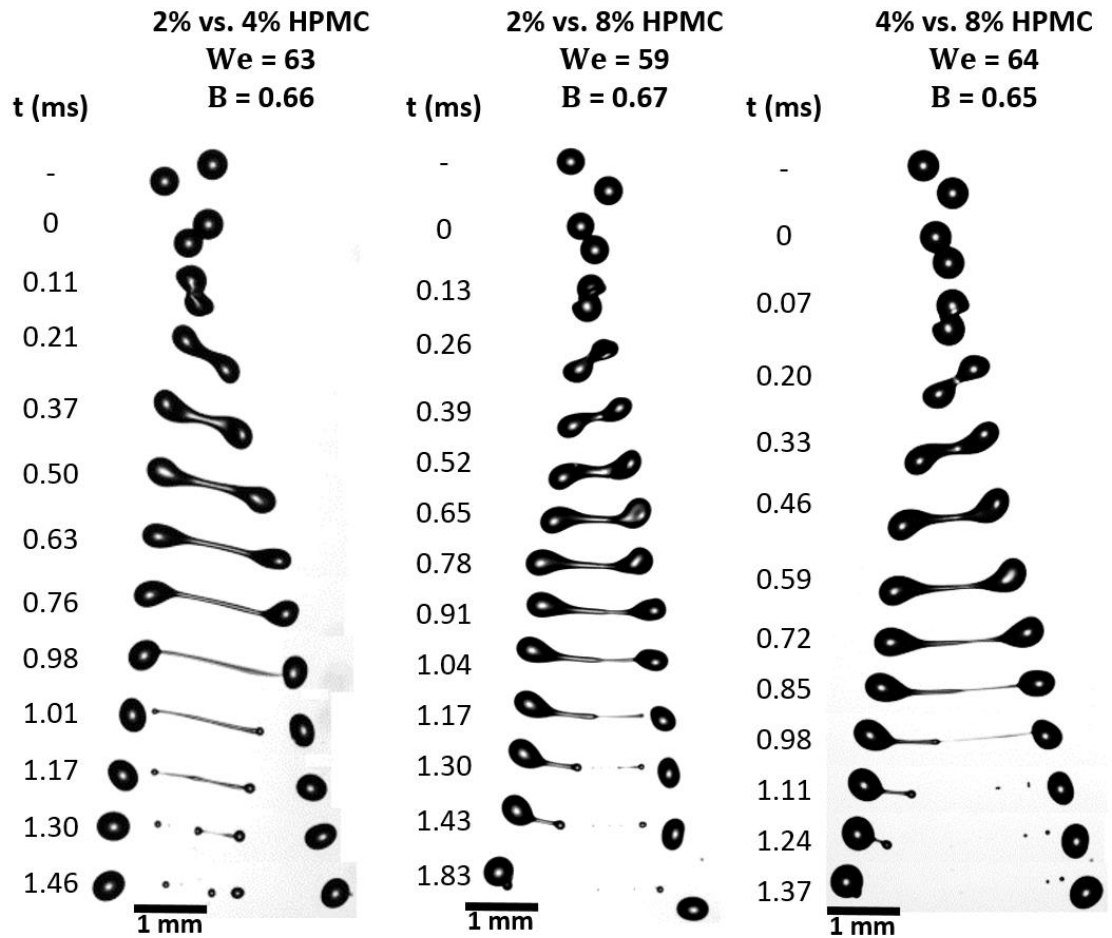 2% vs. 4% HPMC
We = 63
B = 0.66
t (ms)
-
0
0.11
0.21
0.37
0.50
0.63
0.76
0.98
1.01
1.17
1.30
1.46
1 mm
2% vs. 8% HPMC
We = 59
B = 0.67
t (ms)
-
0
0.13
0.26
0.39
0.52
0.65
0.78
0.91
1.04
1.17
1.30
1.43
1.83
1 mm
4% vs. 8% HPMC
We = 64
B = 0.65
t (ms)
-
0
0.07
0.20
0.33
0.46
0.59
0.72
0.85
0.98
1.11
1.24
1.37
1 mm